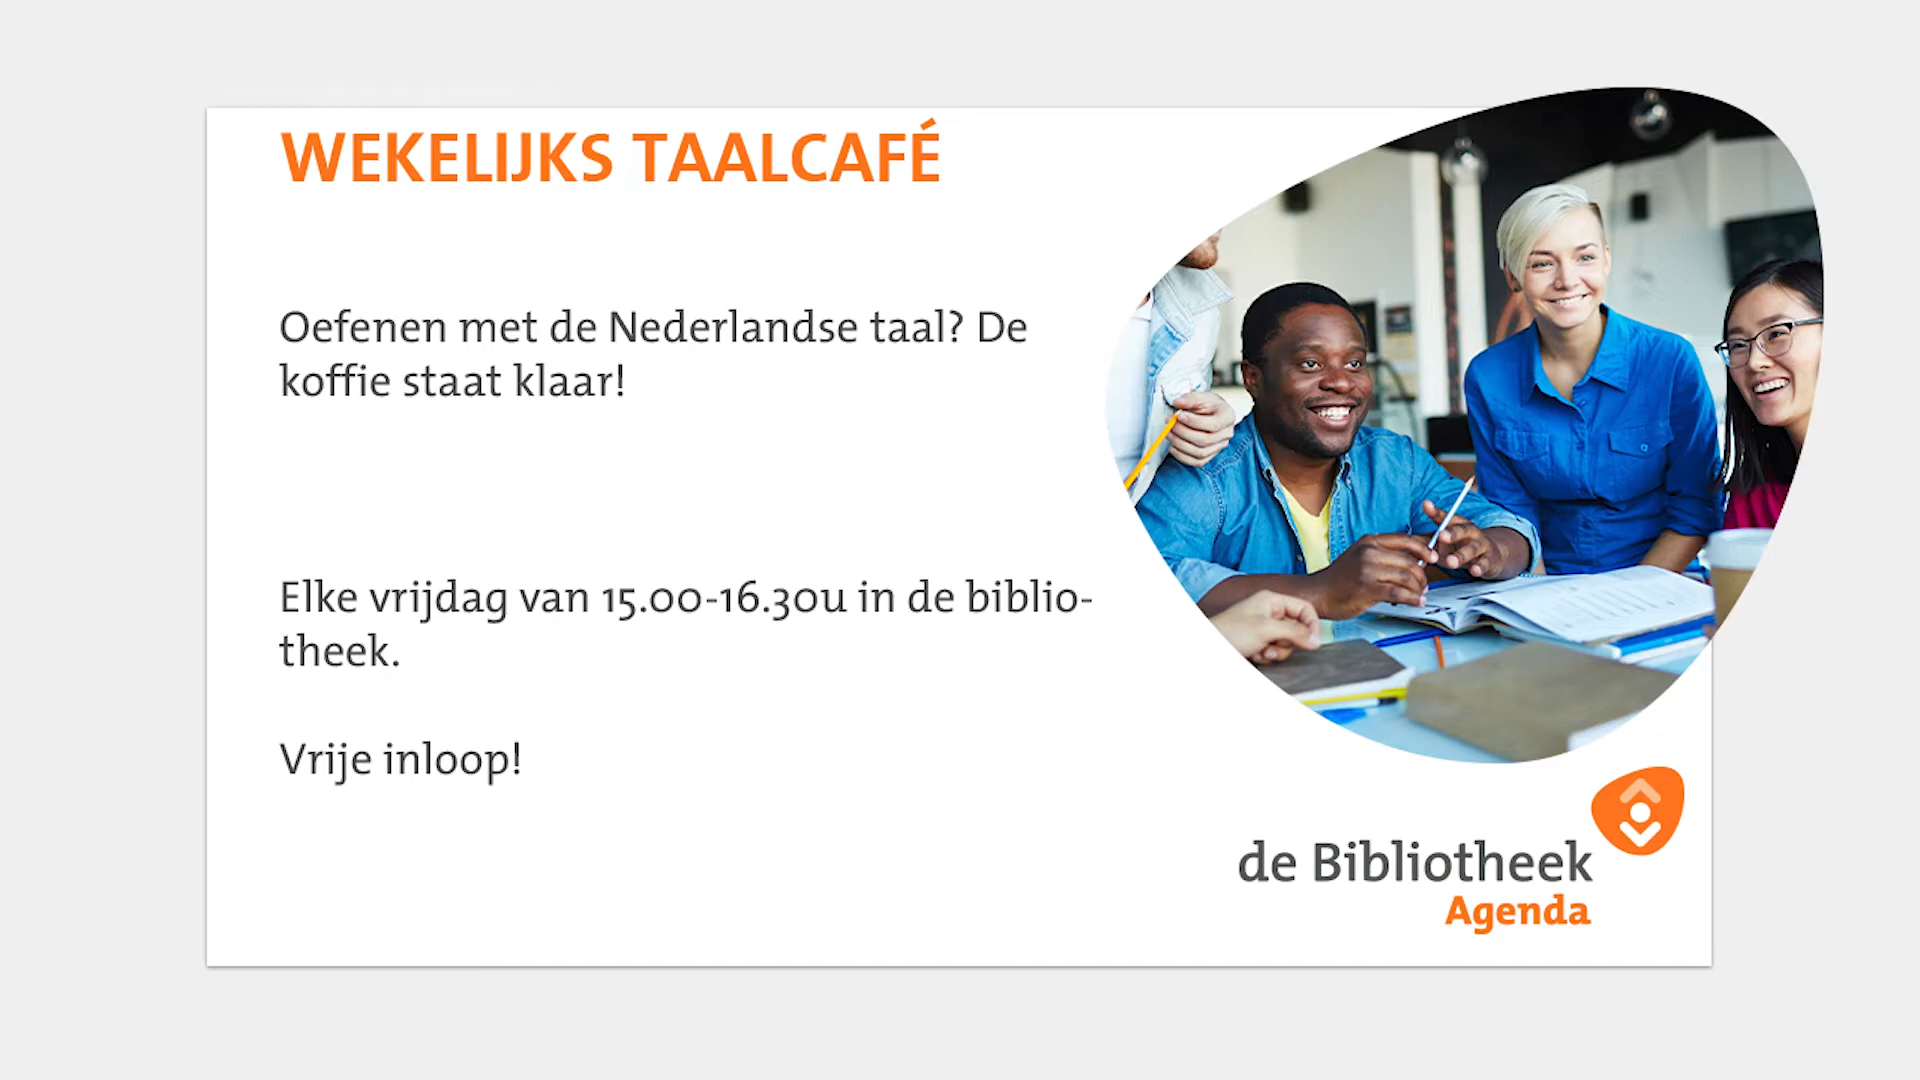 WEKELIJKS TAALCAFÉ
Oefenen met de Nederlandse taal? De
koffie staat klaar!
Elke vrijdag van 15.00-16.30u in de biblio-
theek.
Vrije inloop!
de Bibliotheek
Agenda